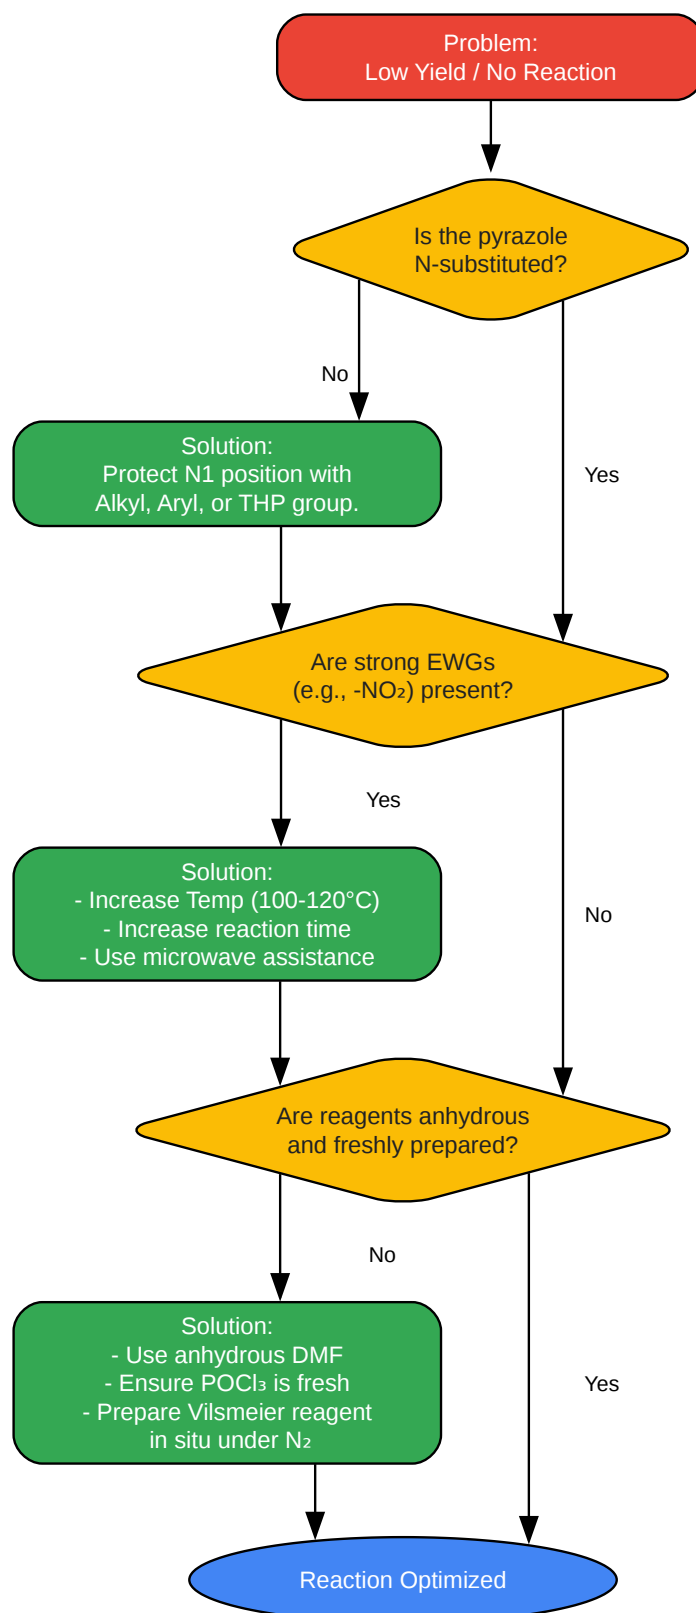 Problem:
Low Yield / No Reaction
Is the pyrazole
N-substituted?
No
Solution:
Protect N1 position with
Alkyl, Aryl, or THP group.
Yes
Are strong EWGs
(e.g., -NO₂) present?
Yes
Solution:
- Increase Temp (100-120°C)
- Increase reaction time
- Use microwave assistance
No
Are reagents anhydrous
and freshly prepared?
No
Solution:
- Use anhydrous DMF
- Ensure POCl₃ is fresh
- Prepare Vilsmeier reagent
in situ under N₂
Yes
Reaction Optimized